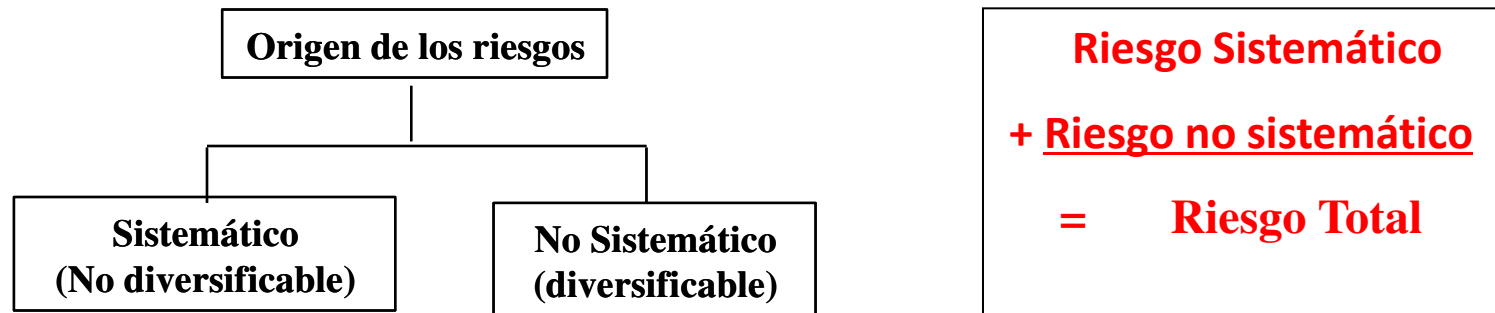 Origen de los riesgos
Sistemático
(No diversificable)
No Sistemático
(diversificable)
Riesgo Sistemático
+ Riesgo no sistemático
= Riesgo Total